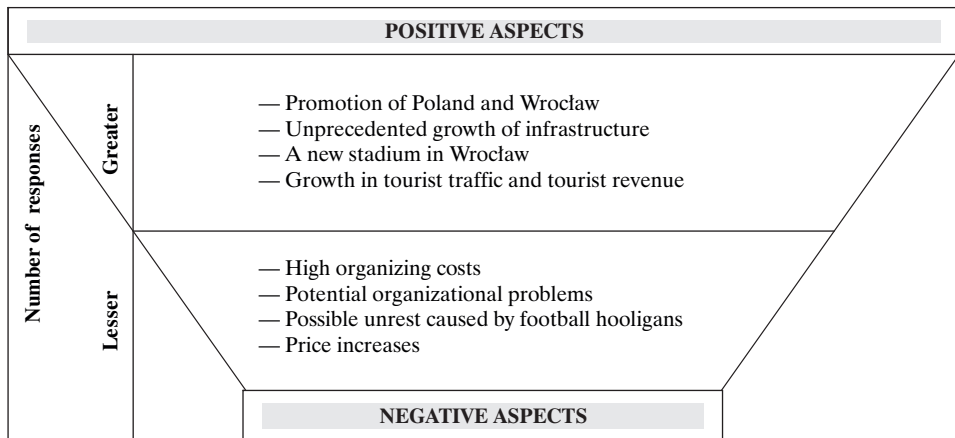 POSITIVE ASPECTS
Number of responses
Greater
— Promotion of Poland and Wrocław
— Unprecedented growth of infrastructure
— A new stadium in Wrocław
— Growth in tourist traffic and tourist revenue
Lesser
— High organizing costs
— Potential organizational problems
— Possible unrest caused by football hooligans
— Price increases
NEGATIVE ASPECTS